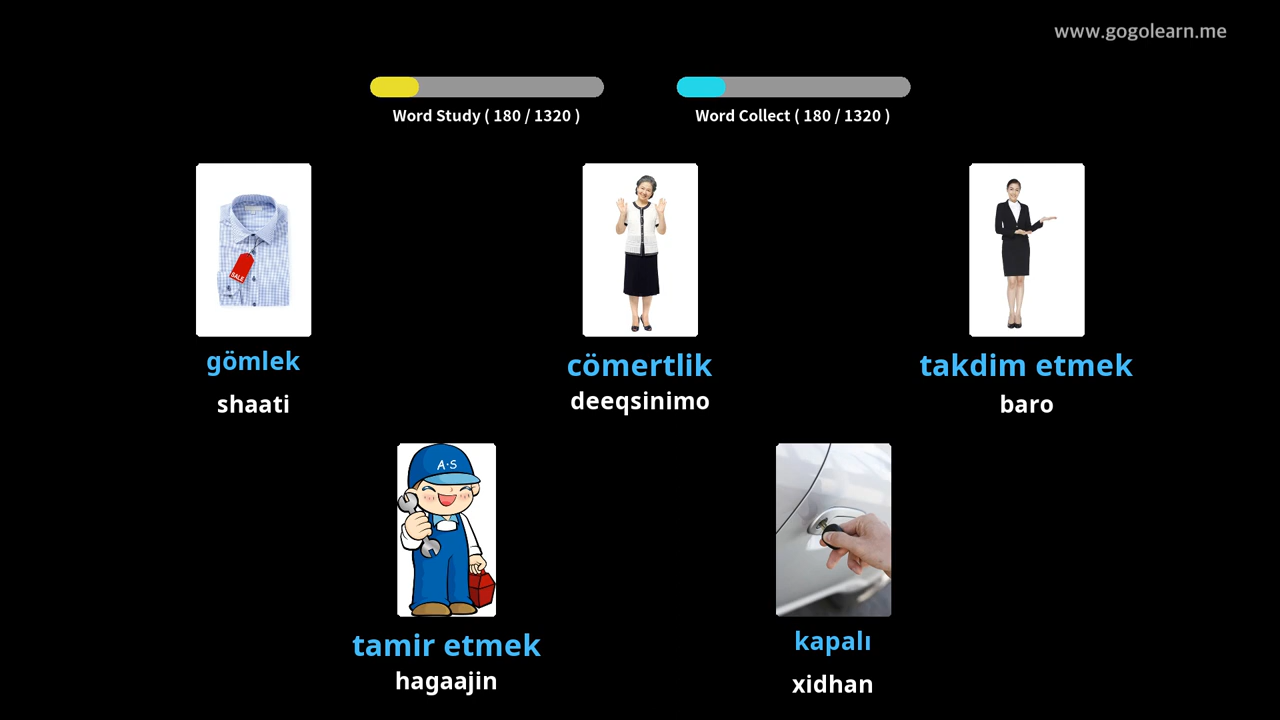 www.gogolearn.me
Word Study ( 180 / 1320 )
Word Collect ( 180 / 1320 )
SALE
gömlek
shaati
cömertlik
deeqsinimo
takdim etmek
baro
A·S
tamir etmek
hagaajin
kapalı
xidhan